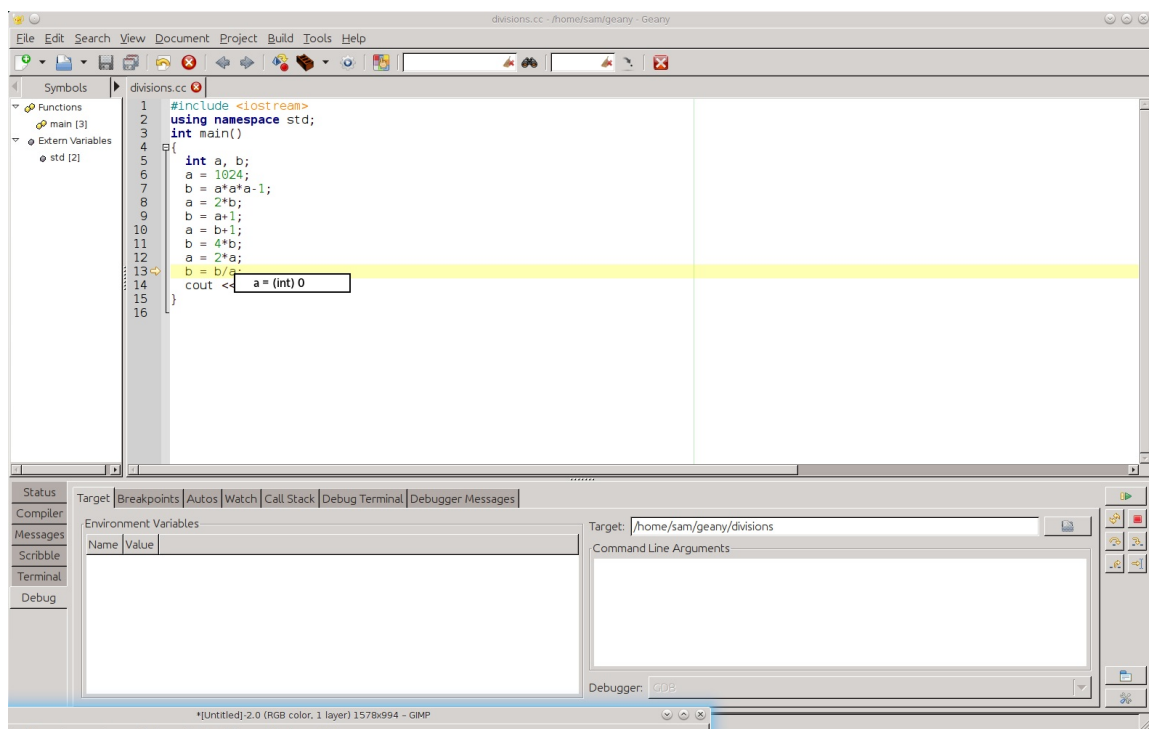 divisions.cc - /home/sam/geany - Geany
File Edit Search View Document Project Build Tools Help
Symbols divisions.cc
Functions
main [3]
Extern Variables
std [2]
1 #include <iostream>
2 using namespace std;
3 int main()
4 {
5 int a, b;
6 a = 1024;
7 b = a*a*a-1;
8 a = 2*b;
9 b = a+1;
10 a = b+1;
11 b = 4*b;
12 a = 2*a;
13 b = b/a;
14 cout <<
a = (int) 0
15 }
16
Status
Compiler
Messages
Scribble
Terminal
Debug
Target Breakpoints Autos Watch Call Stack Debug Terminal Debugger Messages
Environment Variables
Name Value
Target: /home/sam/geany/divisions
Command Line Arguments
Debugger: GDB
*[Untitled]-2.0 (RGB color, 1 layer) 1578x994 – GIMP